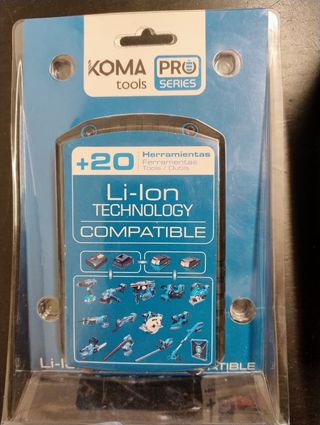 KOMA
tools
PRO
SERIES
+20
Herramientas
Ferramentas
Tools / Outils
Li-Ion
TECHNOLOGY
COMPATIBLE